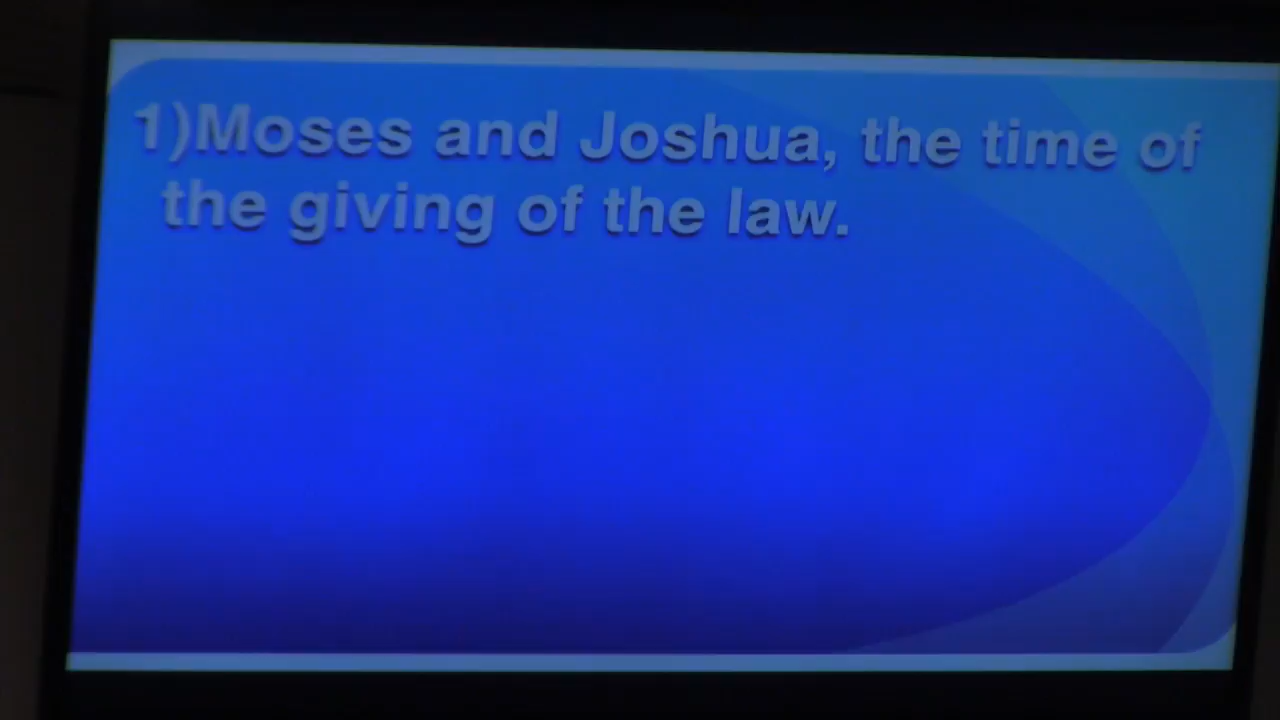 1)Moses and Joshua, the time of
the giving of the law.